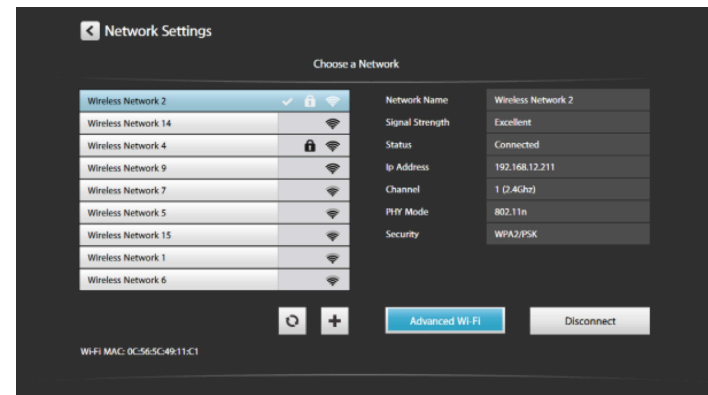 Network Settings
Choose a Network
Wireless Network 2
Wireless Network 14
Wireless Network 4
Wireless Network 9
Wireless Network 7
Wireless Network 5
Wireless Network 15
Wireless Network 1
Wireless Network 6
Network Name Wireless Network 2
Signal Strength Excellent
Status Connected
Ip Address 192.168.12.211
Channel 1 (2.4Ghz)
PHY Mode 802.11n
Security WPA2/PSK
Advanced Wi-Fi
Disconnect
Wi-Fi MAC: 0C:56:5C:49:11:C1